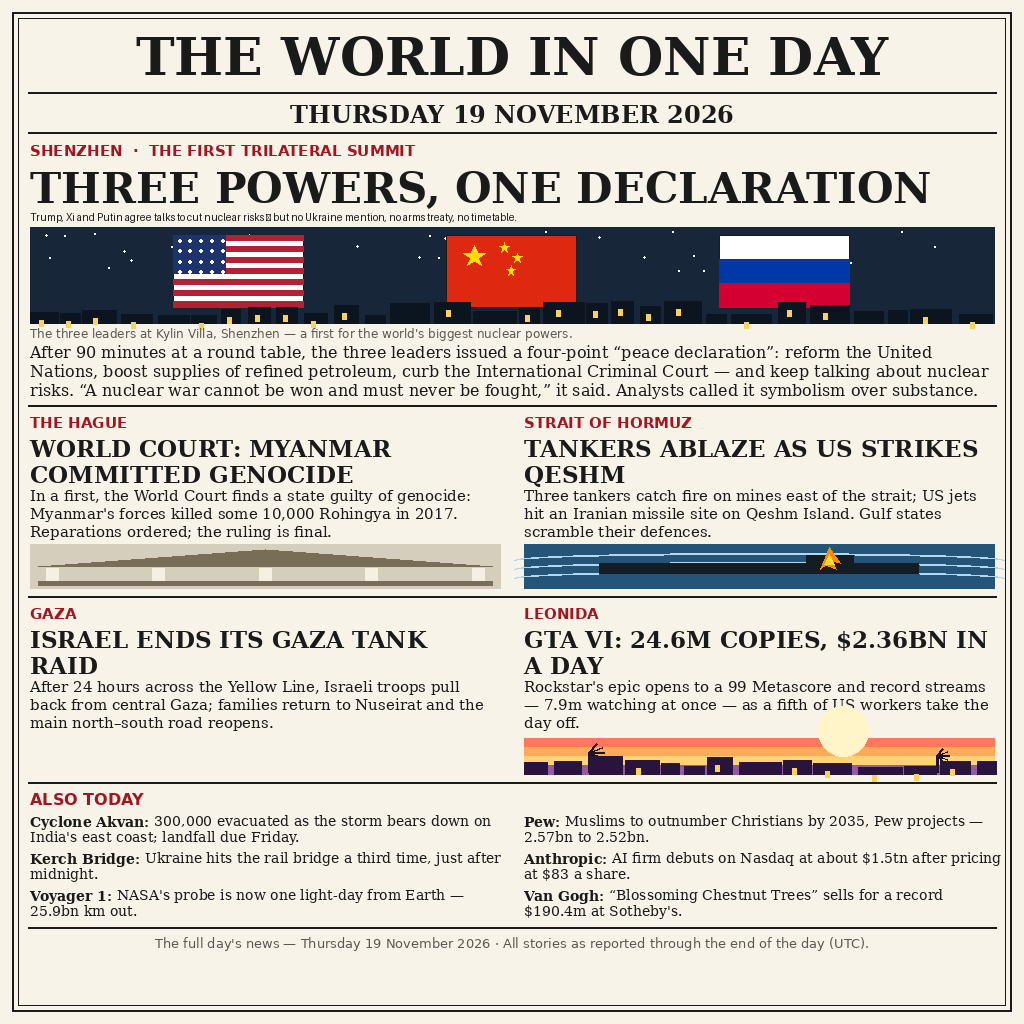 THE WORLD IN ONE DAY
THURSDAY 19 NOVEMBER 2026
SHENZHEN · THE FIRST TRILATERAL SUMMIT
THREE POWERS, ONE DECLARATION
Trump, Xi and Putin agree talks to cut nuclear risks▯ but no Ukraine mention, no arms treaty, no timetable.
The three leaders at Kylin Villa, Shenzhen — a first for the world's biggest nuclear powers.
After 90 minutes at a round table, the three leaders issued a four-point “peace declaration”: reform the United
Nations, boost supplies of refined petroleum, curb the International Criminal Court — and keep talking about nuclear
risks. “A nuclear war cannot be won and must never be fought,” it said. Analysts called it symbolism over substance.
THE HAGUE
WORLD COURT: MYANMAR
COMMITTED GENOCIDE
In a first, the World Court finds a state guilty of genocide:
Myanmar's forces killed some 10,000 Rohingya in 2017.
Reparations ordered; the ruling is final.
STRAIT OF HORMUZ
TANKERS ABLAZE AS US STRIKES
QESHM
Three tankers catch fire on mines east of the strait; US jets
hit an Iranian missile site on Qeshm Island. Gulf states
scramble their defences.
GAZA
ISRAEL ENDS ITS GAZA TANK
RAID
After 24 hours across the Yellow Line, Israeli troops pull
back from central Gaza; families return to Nuseirat and the
main north–south road reopens.
LEONIDA
GTA VI: 24.6M COPIES, $2.36BN IN
A DAY
Rockstar's epic opens to a 99 Metascore and record streams
— 7.9m watching at once — as a fifth of US workers take the
day off.
ALSO TODAY
Cyclone Akvan: 300,000 evacuated as the storm bears down on
India's east coast; landfall due Friday.
Kerch Bridge: Ukraine hits the rail bridge a third time, just after
midnight.
Voyager 1: NASA's probe is now one light-day from Earth —
25.9bn km out.
Pew: Muslims to outnumber Christians by 2035, Pew projects —
2.57bn to 2.52bn.
Anthropic: AI firm debuts on Nasdaq at about $1.5tn after pricing
at $83 a share.
Van Gogh: “Blossoming Chestnut Trees” sells for a record
$190.4m at Sotheby's.
The full day's news — Thursday 19 November 2026 · All stories as reported through the end of the day (UTC).